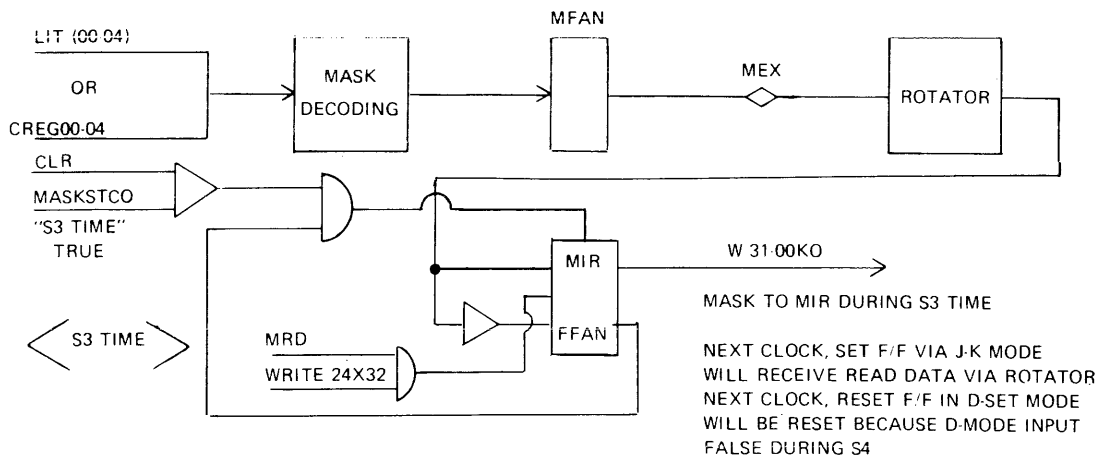 MFAN
LIT (00-04)
OR
CREG00-04
MASK
DECODING
MEX
ROTATOR
CLR
MASKSTCO
"S3 TIME"
TRUE
MIR
FFAN
W 31-00KO
S3 TIME
MRD
WRITE 24X32
MASK TO MIR DURING S3 TIME
NEXT CLOCK, SET F/F VIA J-K MODE
WILL RECEIVE READ DATA VIA ROTATOR
NEXT CLOCK, RESET F/F IN D-SET MODE
WILL BE RESET BECAUSE D-MODE INPUT
FALSE DURING S4